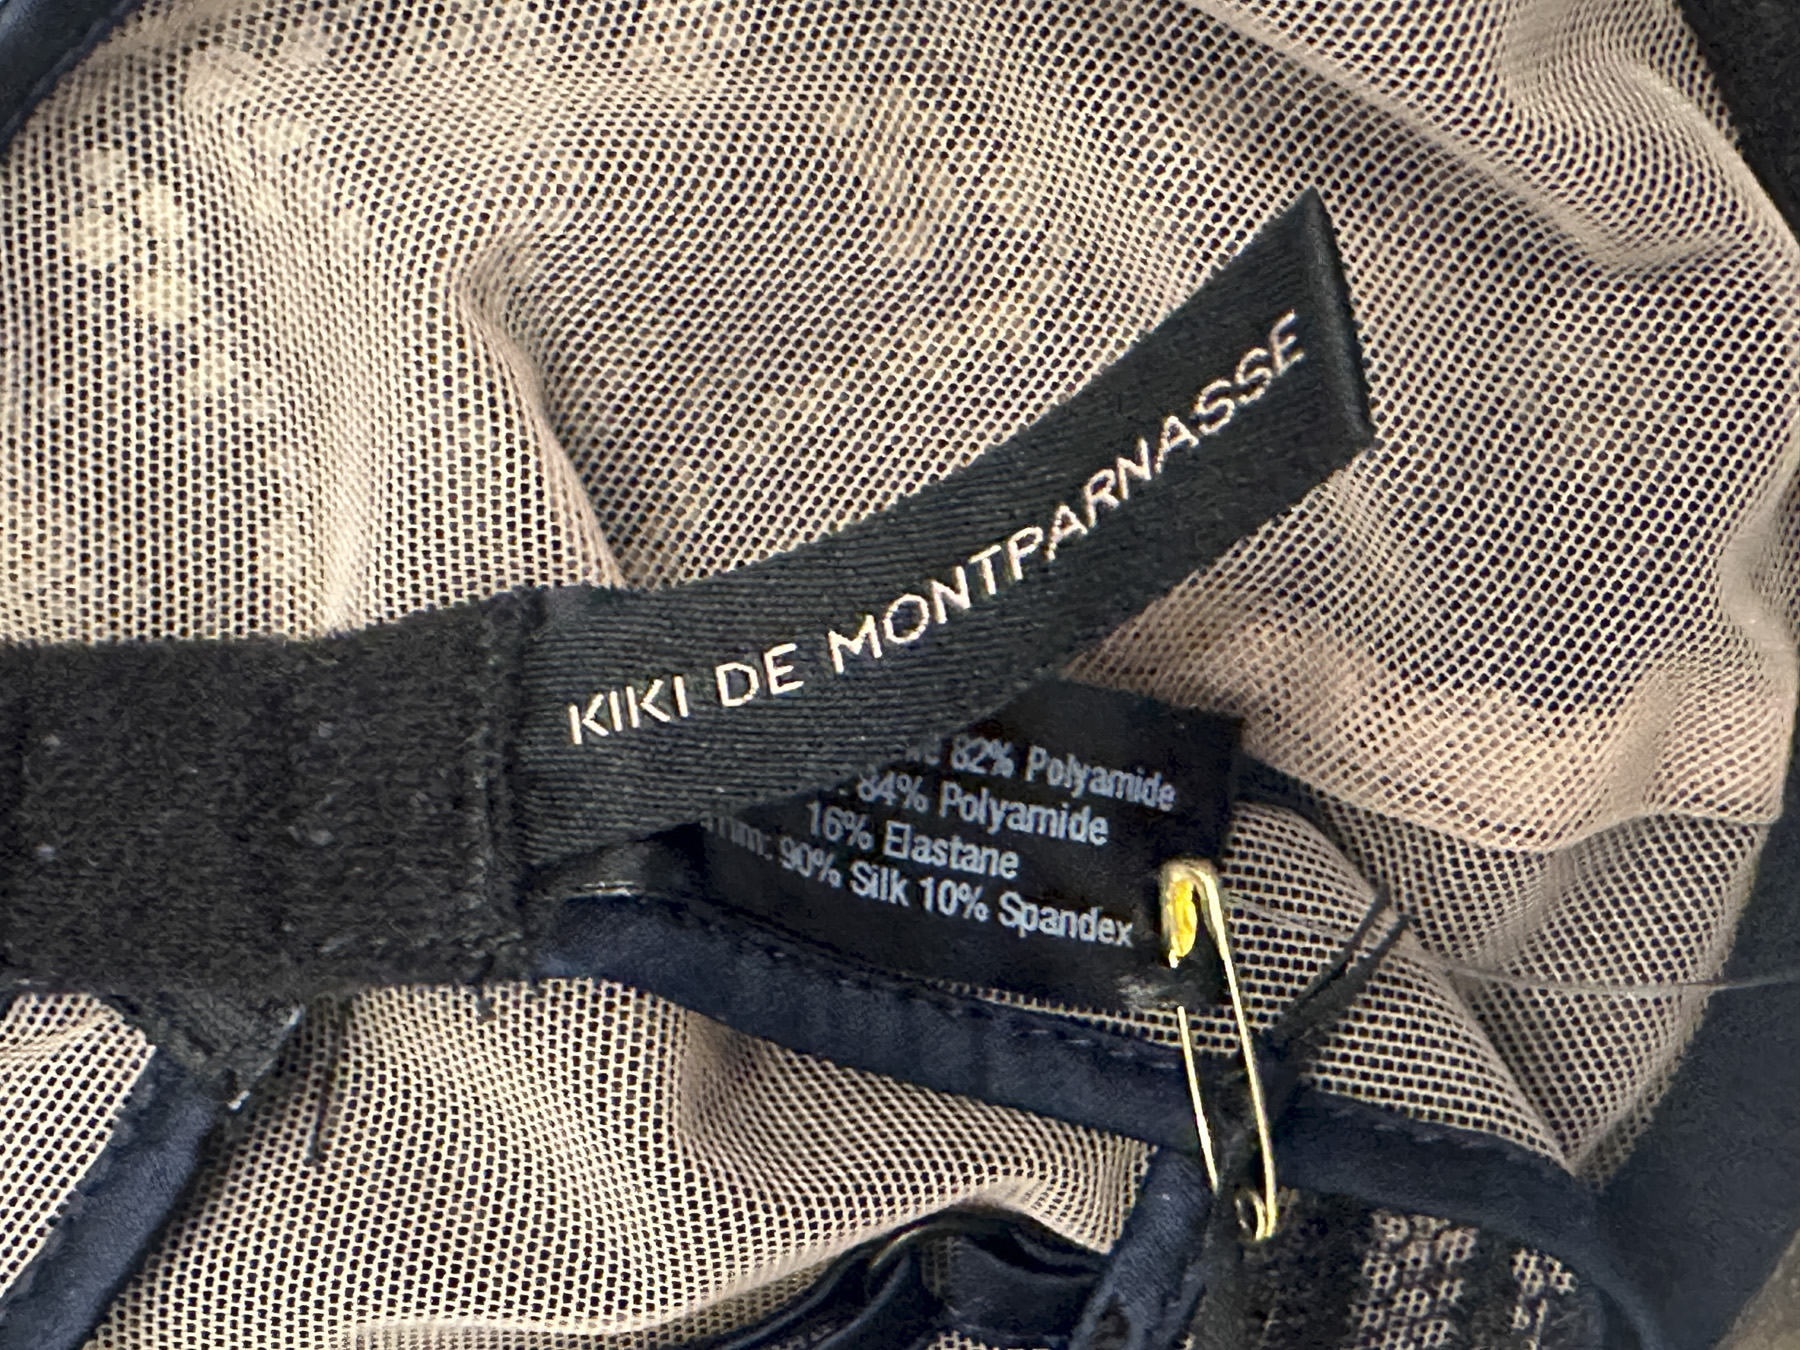 KIKI DE MONTPARNASSE
82% Polyamide
84% Polyamide
16% Elastane
90% Silk 10% Spandex